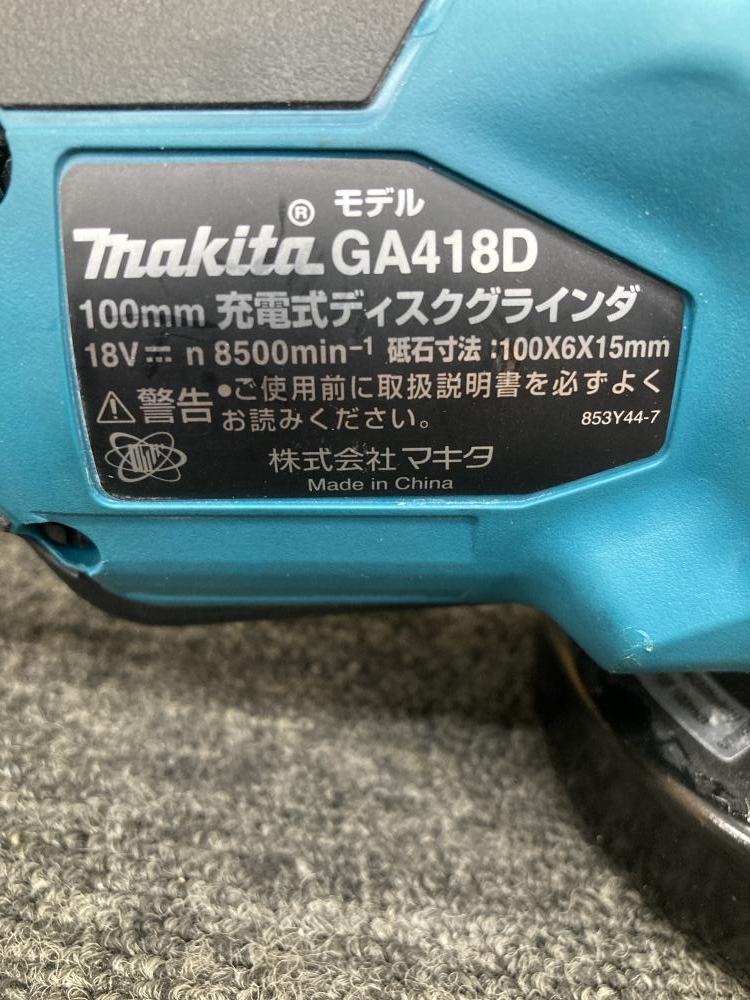 モデル
makita® GA418D
100mm 充電式ディスクグラインダ
18V⎓ n 8500min⁻¹ 砥石寸法:100X6X15mm
⚠警告 •ご使用前に取扱説明書を必ずよく
お読みください。 853Y44-7
株式会社 マキタ
Made in China